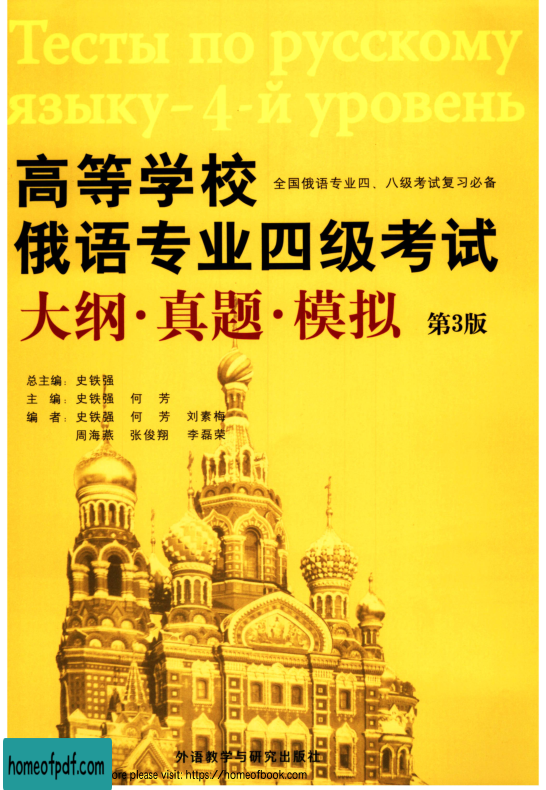 Тесты по русскому
языку-4-й уровень
高等学校
全国俄语专业四、八级考试复习必备
俄语专业四级考试
大纲·真题·模拟 第3版
总主编：史铁强
主 编：史铁强 何 芳
编 者：史铁强 何 芳 刘素梅
周海燕 张俊翔 李磊荣
外语教学与研究出版社
homeofpdf.com
ore please visit: https://homeofbook.com